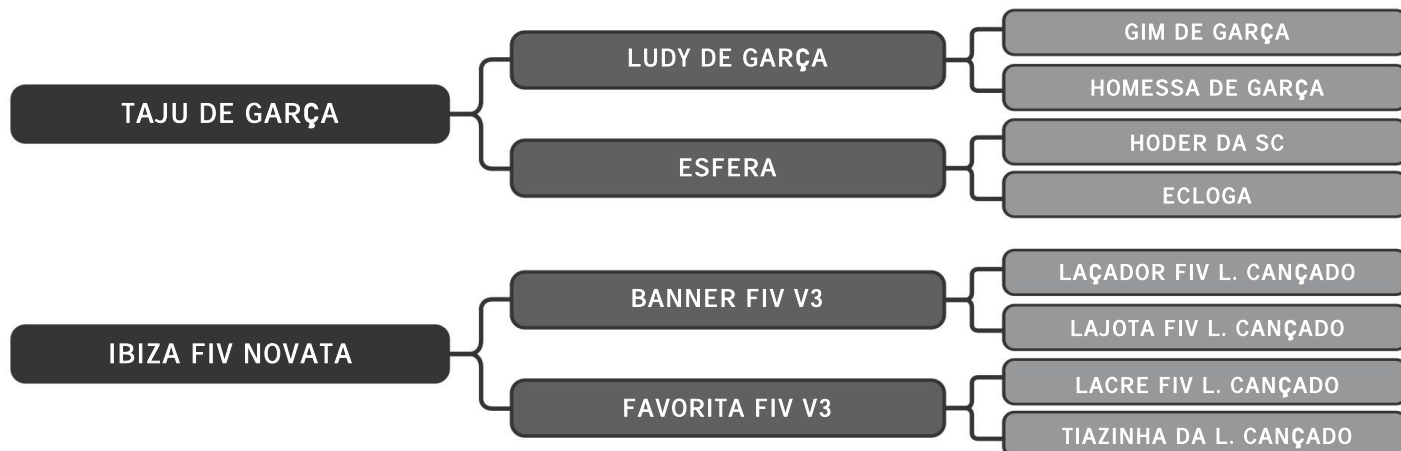 TAJU DE GARÇA
LUDY DE GARÇA
GIM DE GARÇA
HOMESSA DE GARÇA
ESFERA
HODER DA SC
ECLOGA
IBIZA FIV NOVATA
BANNER FIV V3
LAÇADOR FIV L. CANÇADO
LAJOTA FIV L. CANÇADO
FAVORITA FIV V3
LACRE FIV L. CANÇADO
TIAZINHA DA L. CANÇADO